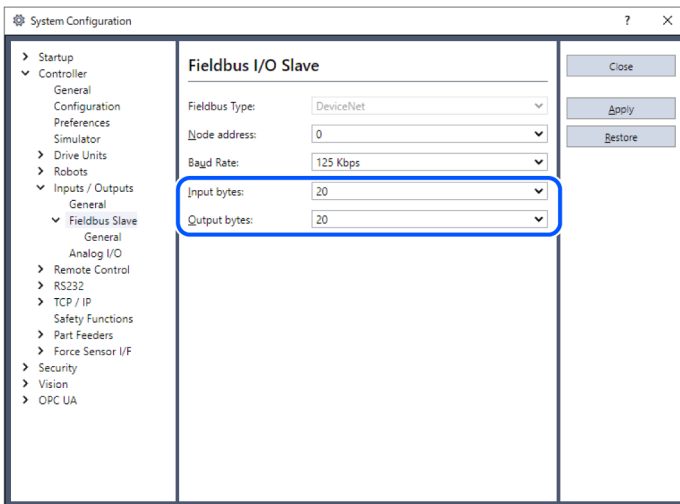 System Configuration
? ×
Startup
Controller
General
Configuration
Preferences
Simulator
Drive Units
Robots
Inputs / Outputs
General
Fieldbus Slave
General
Analog I/O
Remote Control
RS232
TCP / IP
Safety Functions
Part Feeders
Force Sensor I/F
Security
Vision
OPC UA
Fieldbus I/O Slave
Fieldbus Type: DeviceNet
Node address: 0
Baud Rate: 125 Kbps
Input bytes: 20
Output bytes: 20
Close
Apply
Restore